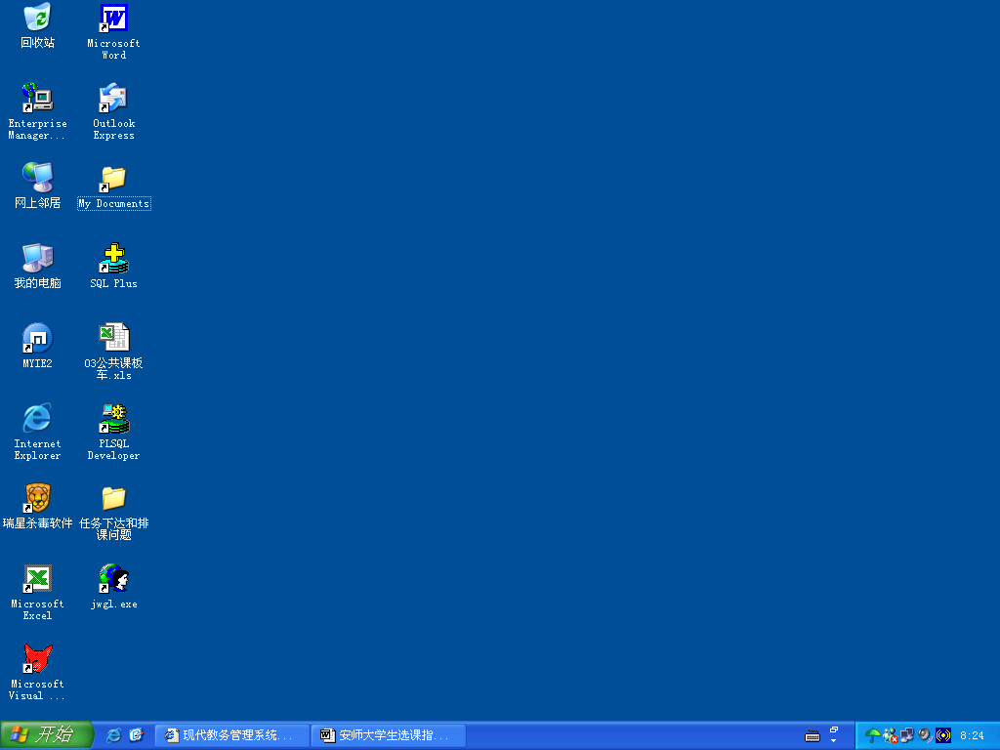 回收站
Microsoft
Word
Enterprise
Manager...
Outlook
Express
网上邻居
My Documents
我的电脑
SQL Plus
MYIE2
03公共课板
车.xls
Internet
Explorer
PLSQL
Developer
瑞星杀毒软件
任务下达和排
课问题
Microsoft
Excel
jwgl.exe
Microsoft
Visual ...
开始
现代教务管理系统...
安师大学生选课指...
8:24